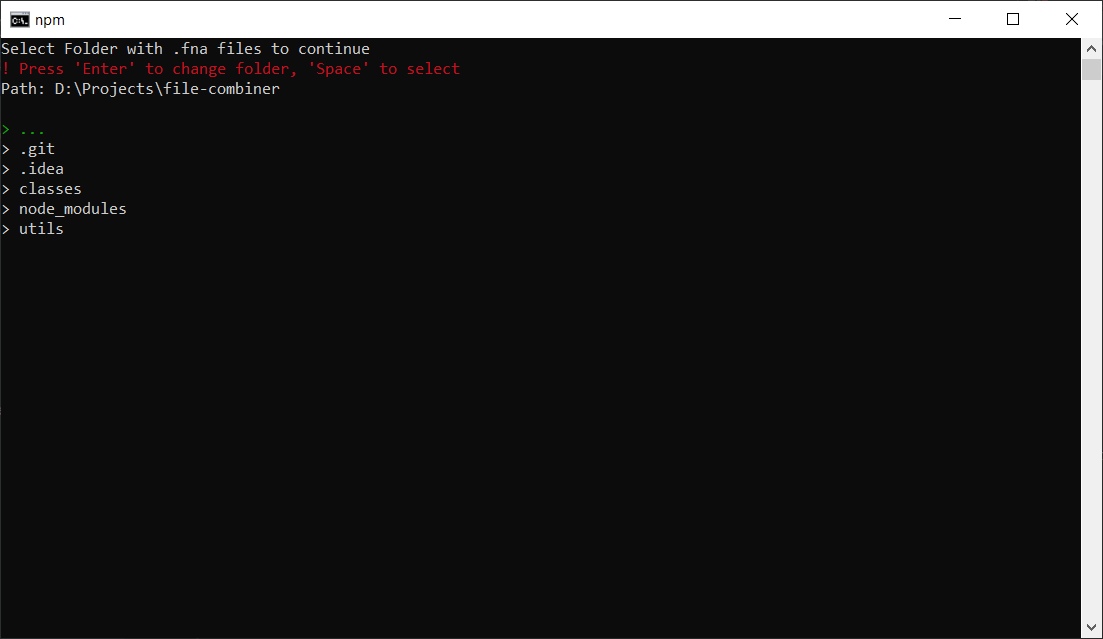 npm
Select Folder with .fna files to continue
! Press 'Enter' to change folder, 'Space' to select
Path: D:\Projects\file-combiner
> ...
> .git
> .idea
> classes
> node_modules
> utils